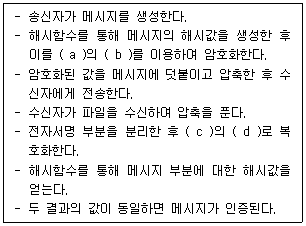 - 송신자가 메시지를 생성한다.
- 해시함수를 통해 메시지의 해시값을 생성한 후
이를 ( a )의 ( b )를 이용하여 암호화한다.
- 암호화된 값을 메시지에 덧붙이고 압축한 후 수
신자에게 전송한다.
- 수신자가 파일을 수신하여 압축을 푼다.
- 전자서명 부분을 분리한 후 ( c )의 ( d )로 복
호화한다.
- 해시함수를 통해 메시지 부분에 대한 해시값을
얻는다.
- 두 결과의 값이 동일하면 메시지가 인증된다.